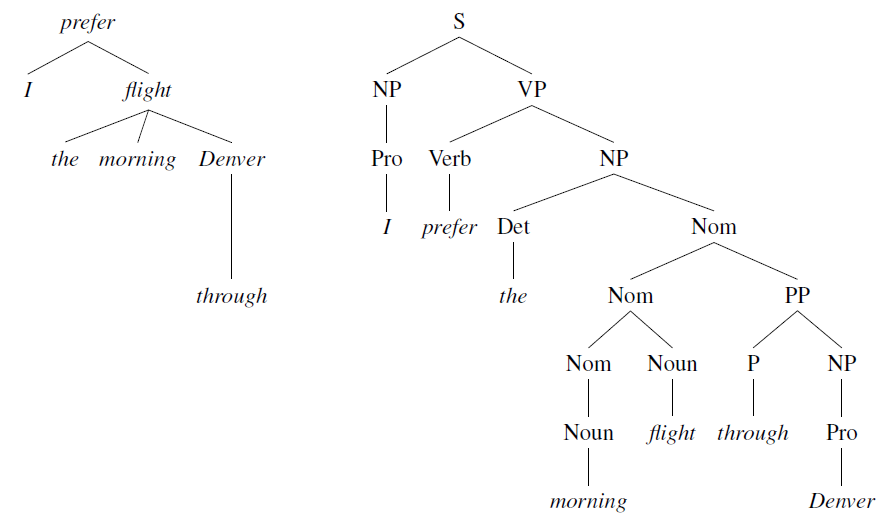 prefer
I flight
the morning Denver
through
S
NP VP
Pro Verb NP
I prefer Det Nom
the Nom PP
Nom Noun P NP
Noun flight through Pro
morning Denver